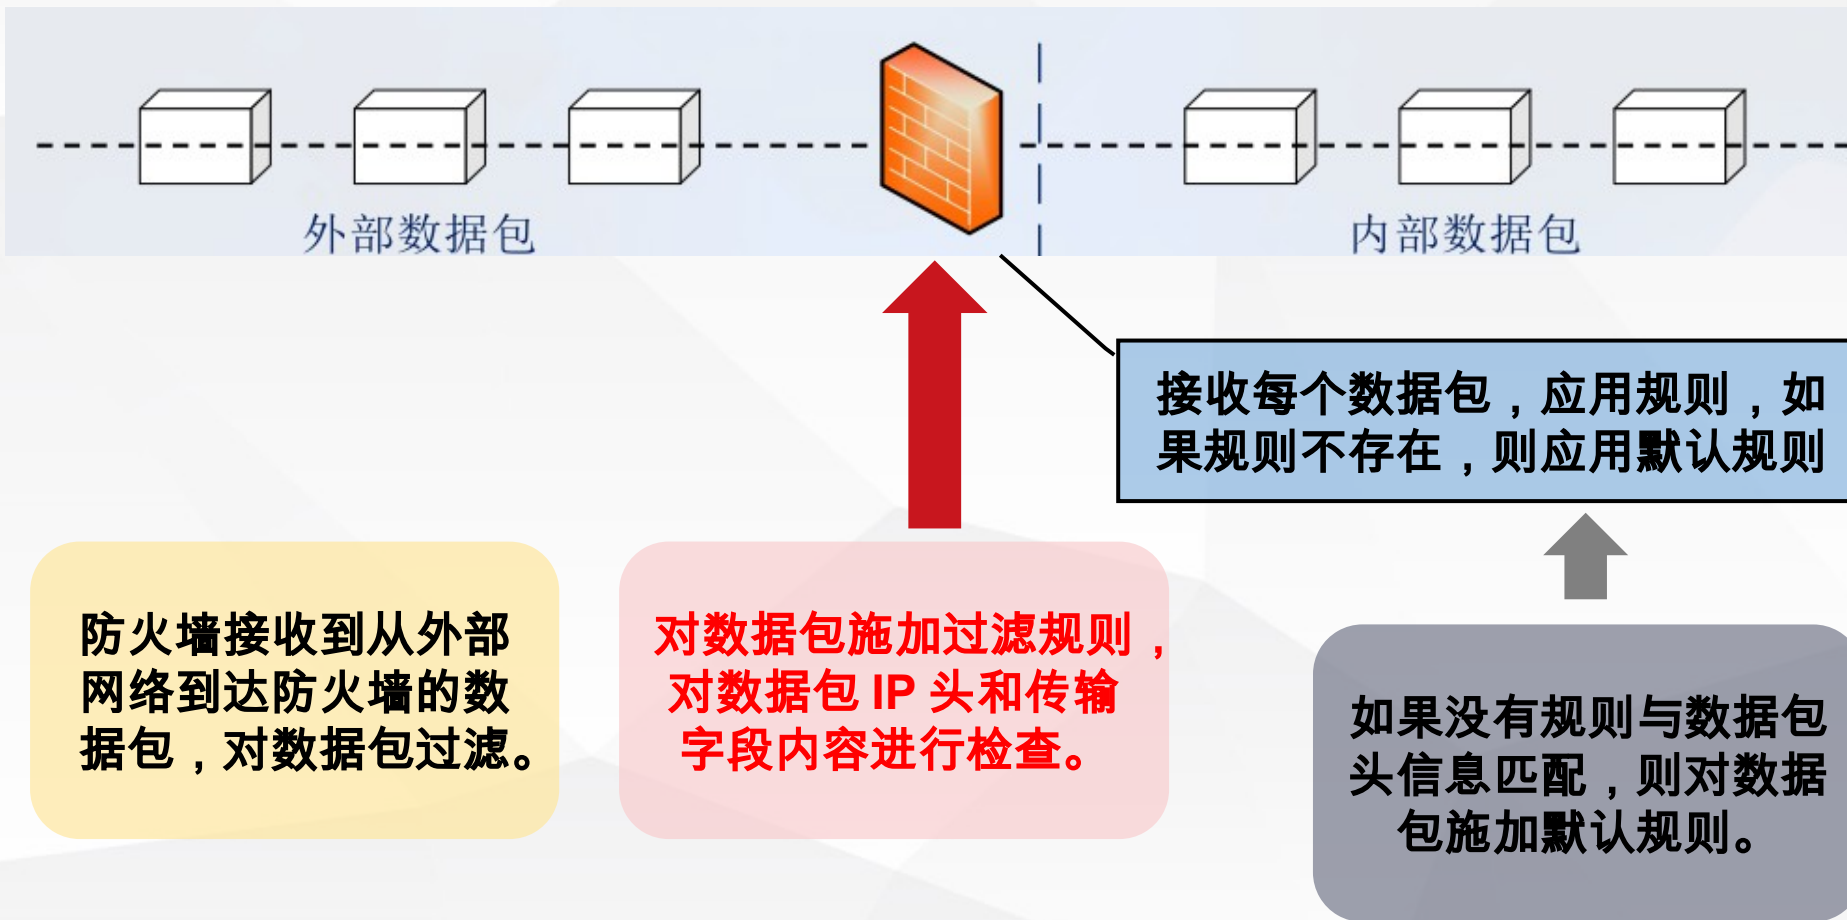 外部数据包
内部数据包
接收每个数据包，应用规则，如
果规则不存在，则应用默认规则
防火墙接收到从外部
网络到达防火墙的数
据包，对数据包过滤。
对数据包施加过滤规则，
对数据包 IP 头和传输
字段内容进行检查。
如果没有规则与数据包
头信息匹配，则对数据
包施加默认规则。